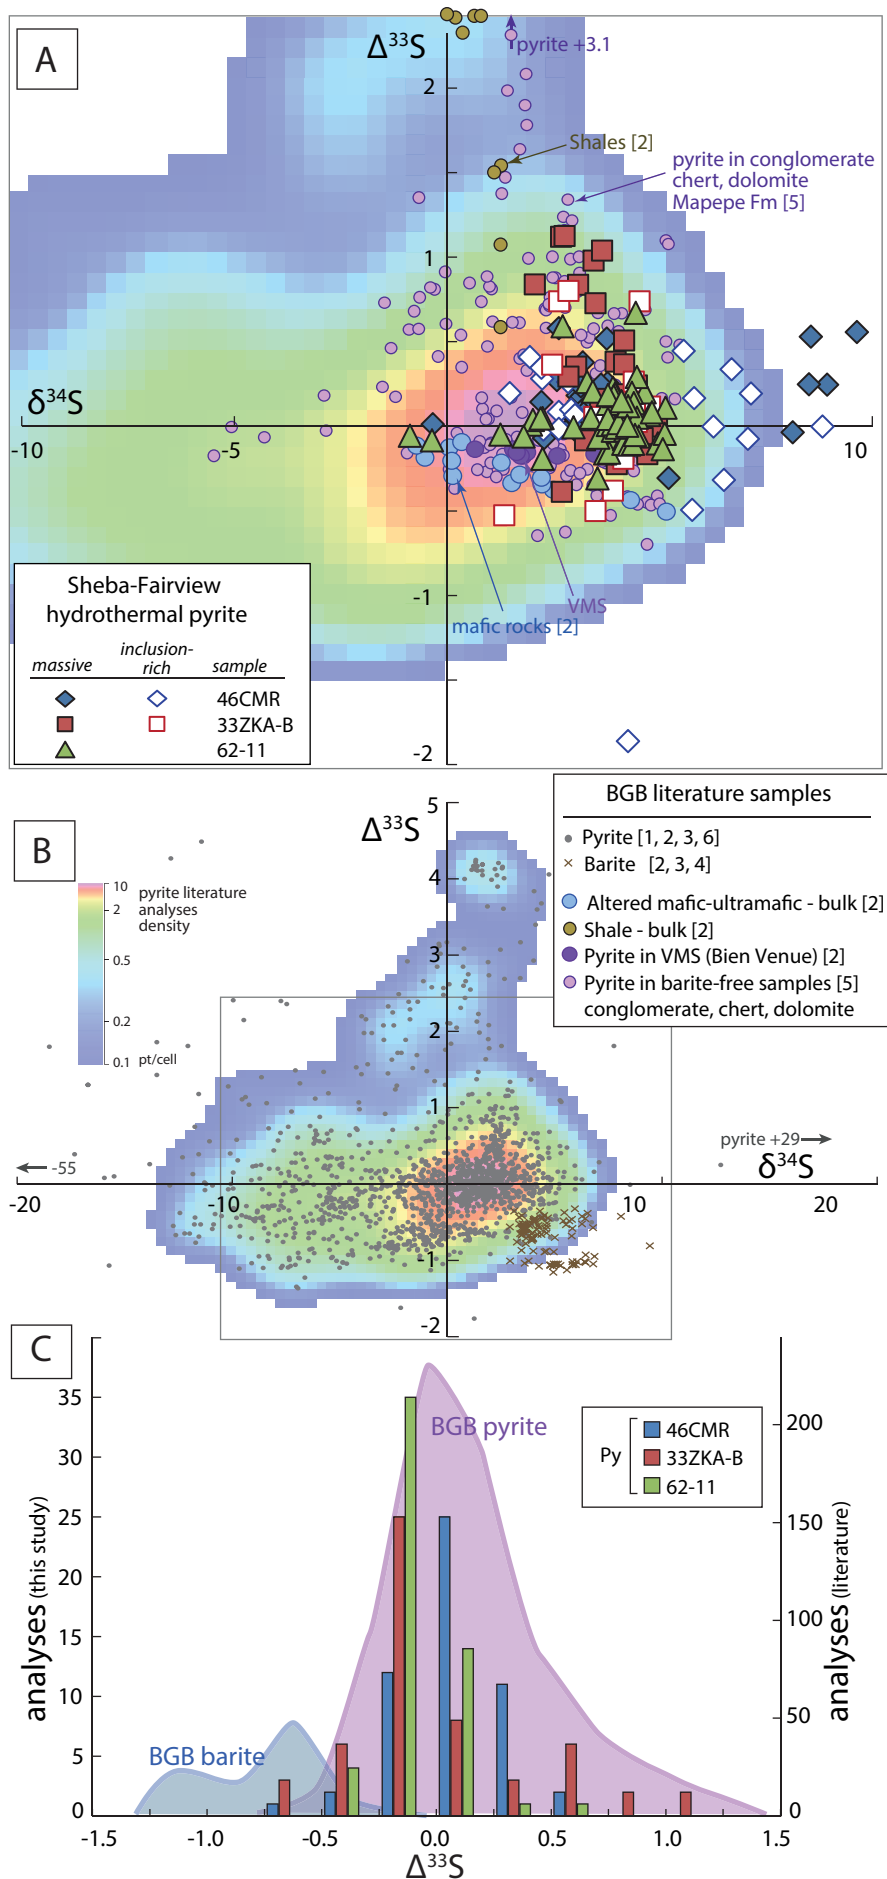 A
Δ33S
pyrite +3.1
2
Shales [2]
pyrite in conglomerate
chert, dolomite
Mapepe Fm [5]
1
δ34S
-10
-5
10
-1
VMS
mafic rocks [2]
-2
Sheba-Fairview
hydrothermal pyrite
massive
inclusion-
rich
sample
46CMR
33ZKA-B
62-11
B
Δ33S
5
4
3
2
1
-1
-2
10
2
0.5
0.2
0.1
pt/cell
pyrite literature
analyses
density
BGB literature samples
Pyrite [1, 2, 3, 6]
Barite [2, 3, 4]
Altered mafic-ultramafic - bulk [2]
Shale - bulk [2]
Pyrite in VMS (Bien Venue) [2]
Pyrite in barite-free samples [5]
conglomerate, chert, dolomite
-55
pyrite +29
δ34S
-20
-10
10
20
C
35
30
25
20
15
10
5
0
analyses (this study)
BGB pyrite
BGB barite
Py
46CMR
33ZKA-B
62-11
200
150
100
50
0
analyses (literature)
-1.5
-1.0
-0.5
0.0
0.5
1.0
1.5
Δ33S